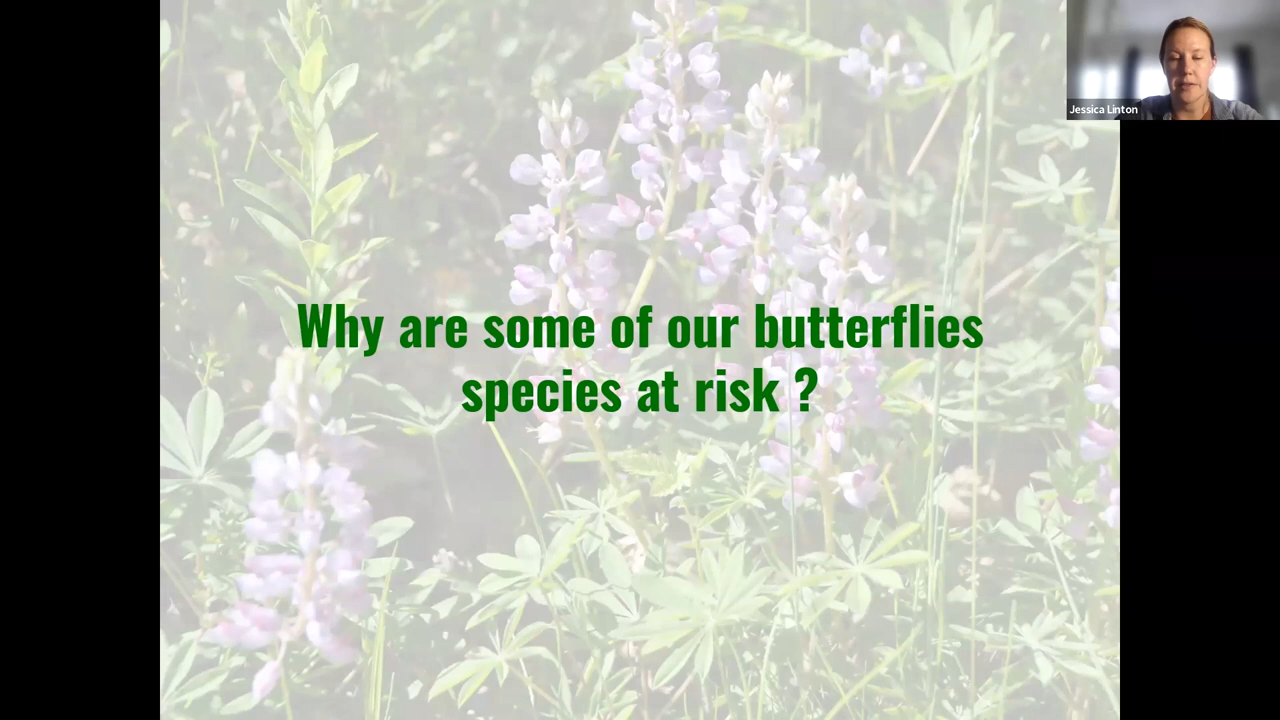 Jessica Linton
Why are some of our butterflies
species at risk ?